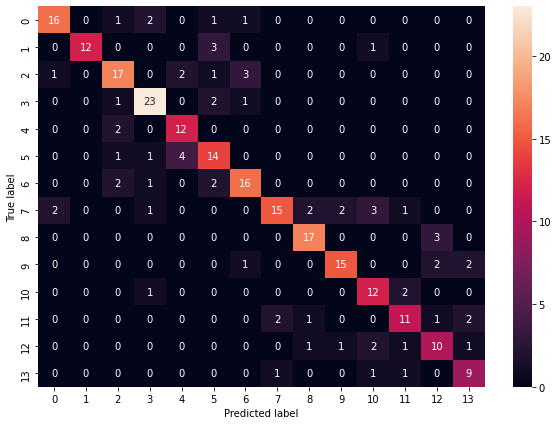 0 16 0 1 2 0 1 1 0 0 0 0 0 0 0
1 0 12 0 0 0 3 0 0 0 0 1 0 0 0
2 1 0 17 0 2 1 3 0 0 0 0 0 0 0
3 0 0 1 23 0 2 1 0 0 0 0 0 0 0
4 0 0 2 0 12 0 0 0 0 0 0 0 0 0
5 0 0 1 1 4 14 0 0 0 0 0 0 0 0
6 0 0 2 1 0 2 16 0 0 0 0 0 0 0
7 2 0 0 1 0 0 0 15 2 2 3 1 0 0
8 0 0 0 0 0 0 0 0 17 0 0 0 3 0
9 0 0 0 0 0 0 1 0 0 15 0 0 2 2
10 0 0 0 1 0 0 0 0 0 0 12 2 0 0
11 0 0 0 0 0 0 0 2 1 0 0 11 1 2
12 0 0 0 0 0 0 0 0 1 1 2 1 10 1
13 0 0 0 0 0 0 0 1 0 0 1 1 0 9
0 1 2 3 4 5 6 7 8 9 10 11 12 13
Predicted label
True label
20
15
10
5
0